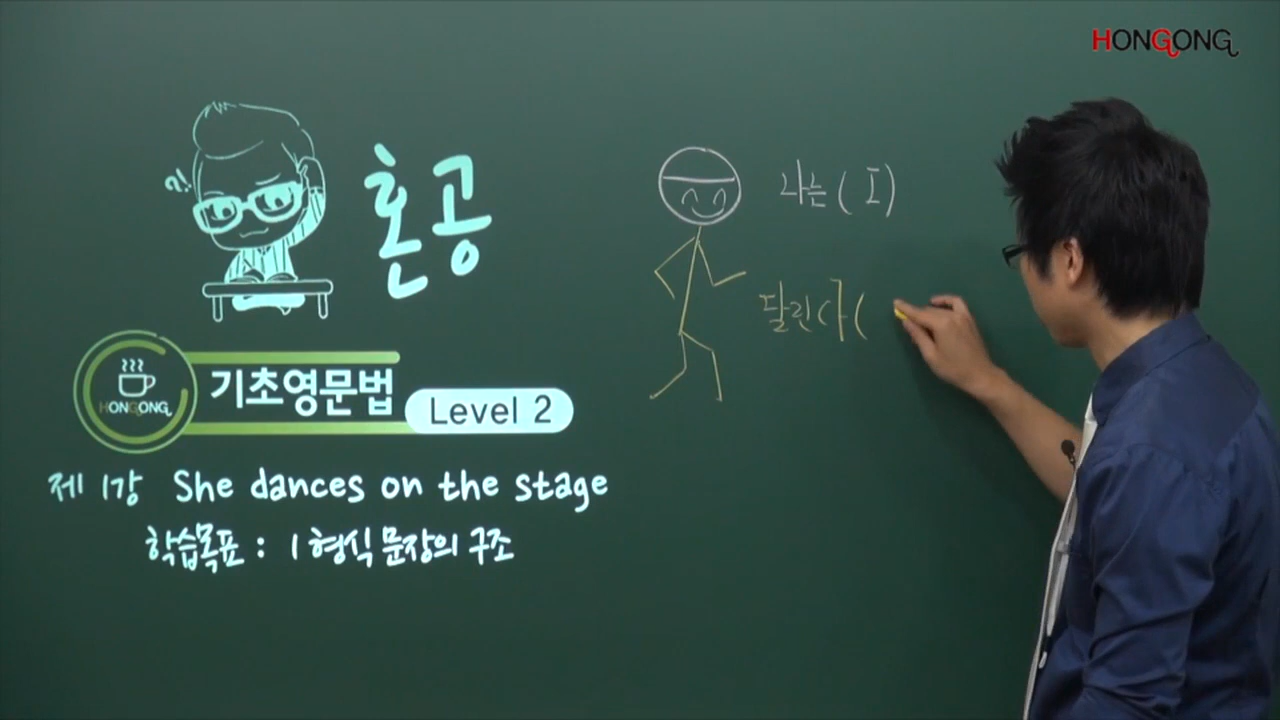 HONGONG
?!
혼공
HONGONG
기초영문법
Level 2
제 1강 She dances on the stage
학습목표 : 1형식 문장의 구조
나는 ( I )
달린다 (